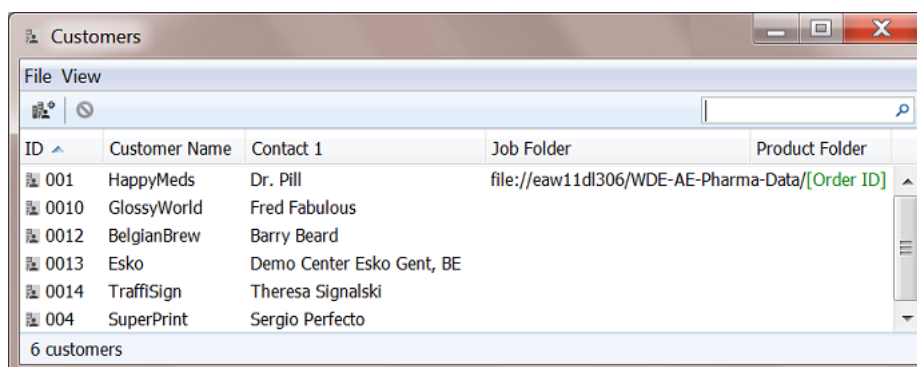 Customers
File View
ID Customer Name Contact 1 Job Folder Product Folder
001 HappyMeds Dr. Pill file://eaw11dl306/WDE-AE-Pharma-Data/[Order ID]
0010 GlossyWorld Fred Fabulous
0012 BelgianBrew Barry Beard
0013 Esko Demo Center Esko Gent, BE
0014 TraffiSign Theresa Signalski
004 SuperPrint Sergio Perfecto
6 customers